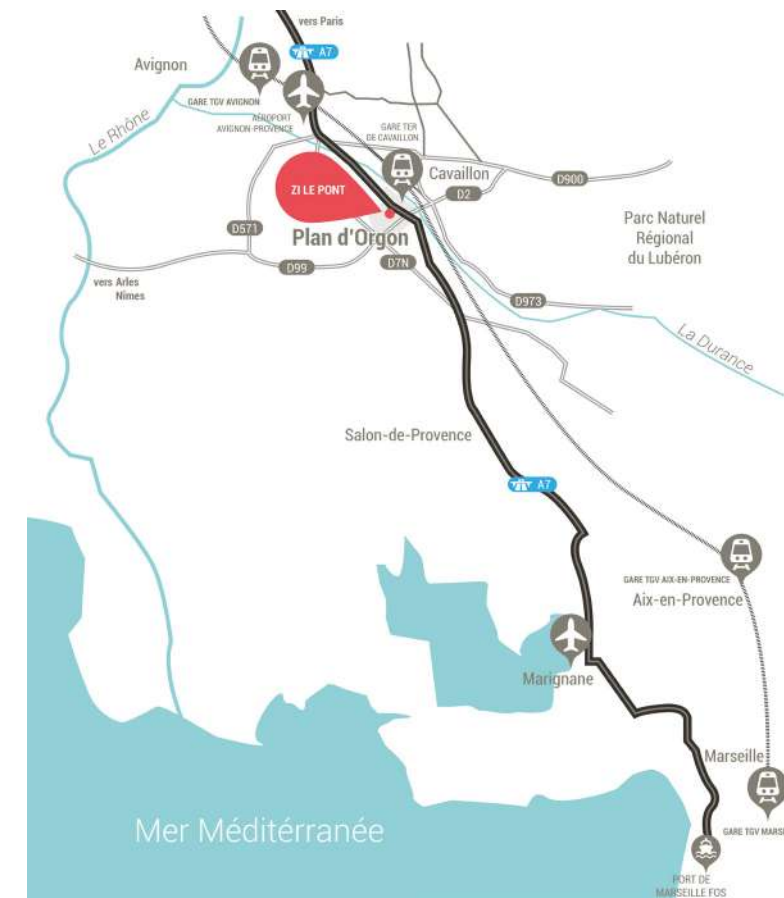 vers Paris
A7
Avignon
GARE TGV AVIGNON
AÉROPORT
AVIGNON-PROVENCE
Le Rhône
GARE TER
DE CAVAILLON
Cavaillon
D900
D2
ZI LE PONT
D571
Plan d'Orgon
D99
D7N
Parc Naturel
Régional
du Lubéron
vers Arles
Nimes
D973
La Durance
Salon-de-Provence
A7
GARE TGV AIX-EN-PROVENCE
Aix-en-Provence
Marignane
Marseille
GARE TGV MARSE
Mer Méditérranée
PORT DE
MARSEILLE FOS